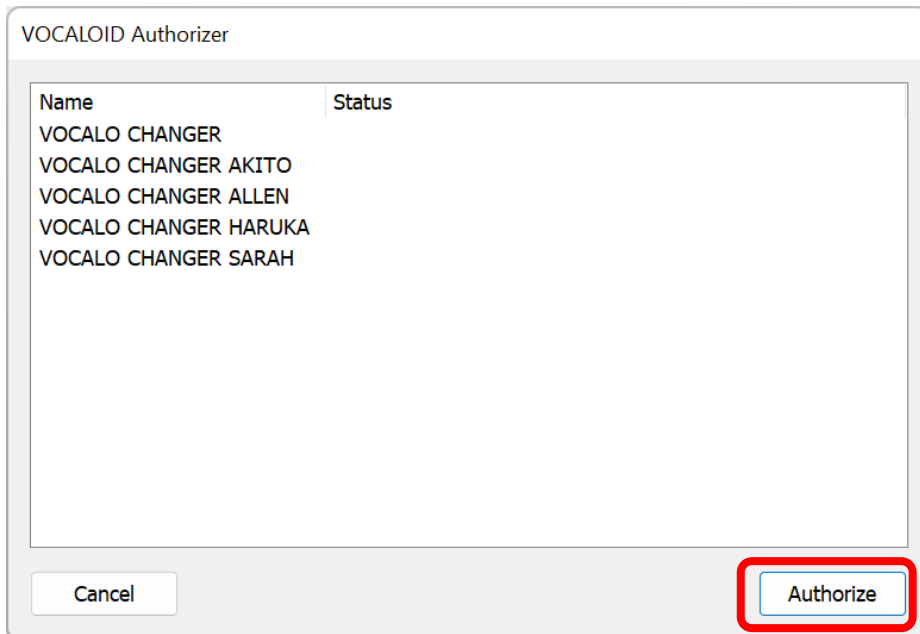 VOCALOID Authorizer
Name Status
VOCALO CHANGER
VOCALO CHANGER AKITO
VOCALO CHANGER ALLEN
VOCALO CHANGER HARUKA
VOCALO CHANGER SARAH
Cancel Authorize